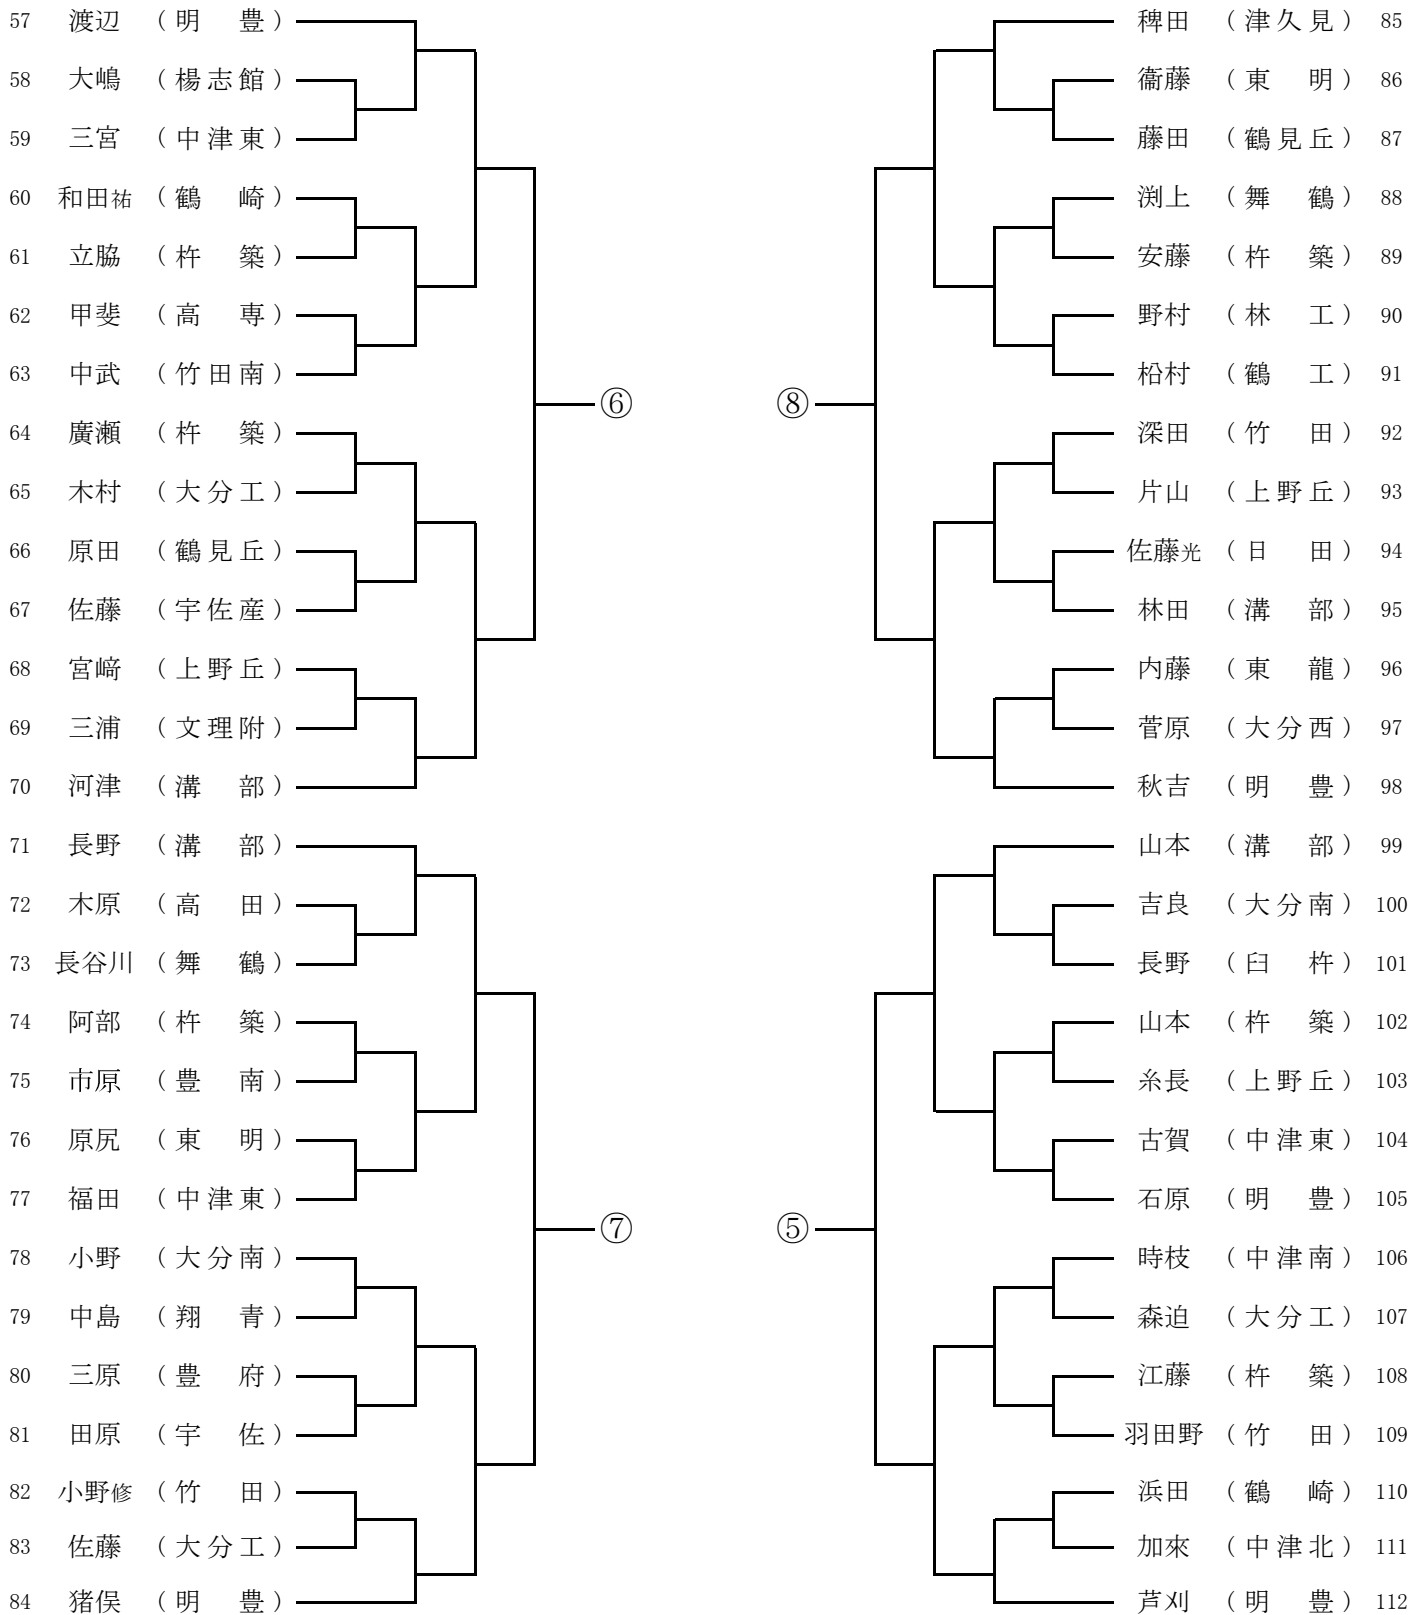 57 渡辺 （明　豊）
58 大嶋 （楊志館）
59 三宮 （中津東）
60 和田祐 （鶴　崎）
61 立脇 （杵　築）
62 甲斐 （高　専）
63 中武 （竹田南）
64 廣瀬 （杵　築）
65 木村 （大分工）
66 原田 （鶴見丘）
67 佐藤 （宇佐産）
68 宮﨑 （上野丘）
69 三浦 （文理附）
70 河津 （溝　部）
⑥
71 長野 （溝　部）
72 木原 （高　田）
73 長谷川 （舞　鶴）
74 阿部 （杵　築）
75 市原 （豊　南）
76 原尻 （東　明）
77 福田 （中津東）
78 小野 （大分南）
79 中島 （翔　青）
80 三原 （豊　府）
81 田原 （宇　佐）
82 小野修 （竹　田）
83 佐藤 （大分工）
84 猪俣 （明　豊）
⑦
稗田 （津久見） 85
衞藤 （東　明） 86
藤田 （鶴見丘） 87
渕上 （舞　鶴） 88
安藤 （杵　築） 89
野村 （林　工） 90
桧村 （鶴　工） 91
深田 （竹　田） 92
片山 （上野丘） 93
佐藤光 （日　田） 94
林田 （溝　部） 95
内藤 （東　龍） 96
菅原 （大分西） 97
秋吉 （明　豊） 98
⑧
山本 （溝　部） 99
吉良 （大分南） 100
長野 （臼　杵） 101
山本 （杵　築） 102
糸長 （上野丘） 103
古賀 （中津東） 104
石原 （明　豊） 105
時枝 （中津南） 106
森迫 （大分工） 107
江藤 （杵　築） 108
羽田野 （竹　田） 109
浜田 （鶴　崎） 110
加來 （中津北） 111
芦刈 （明　豊） 112
⑤